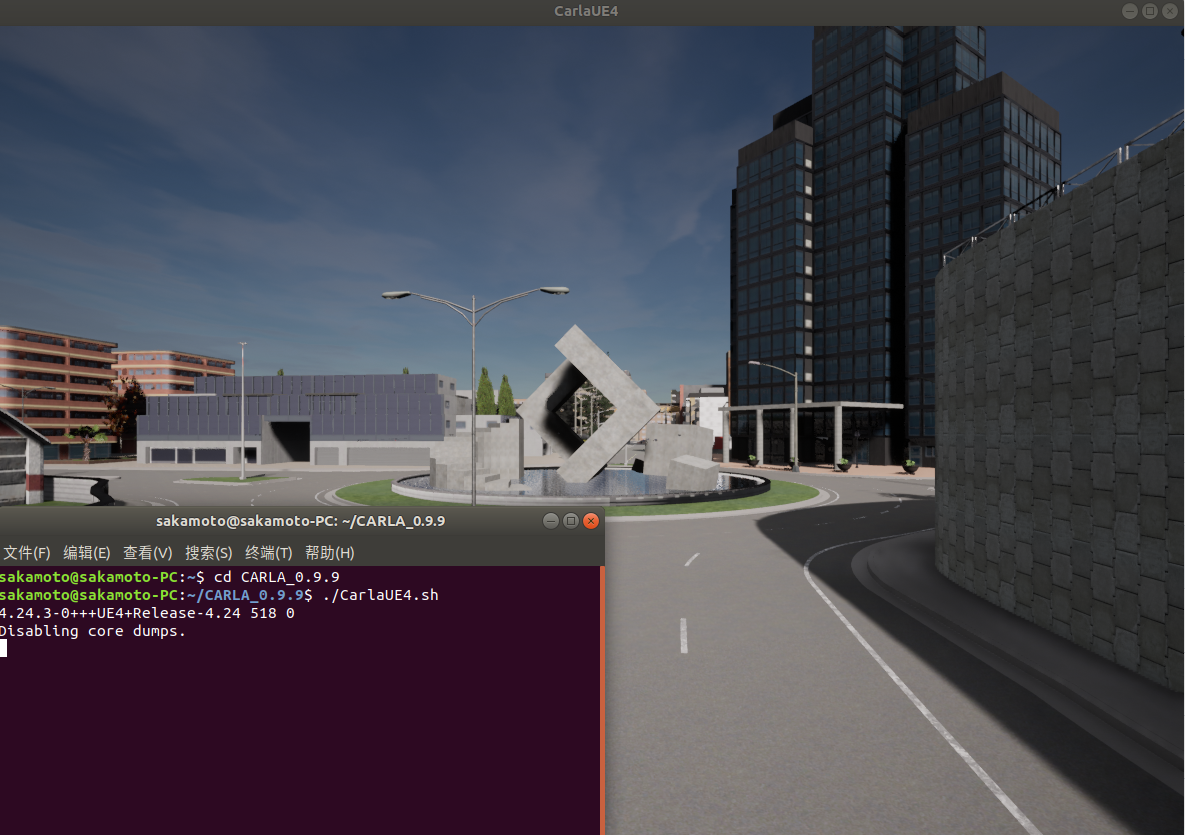 CarlaUE4
sakamoto@sakamoto-PC: ~/CARLA_0.9.9
文件(F) 编辑(E) 查看(V) 搜索(S) 终端(T) 帮助(H)
sakamoto@sakamoto-PC:~$ cd CARLA_0.9.9
sakamoto@sakamoto-PC:~/CARLA_0.9.9$ ./CarlaUE4.sh
4.24.3-0+++UE4+Release-4.24 518 0
Disabling core dumps.